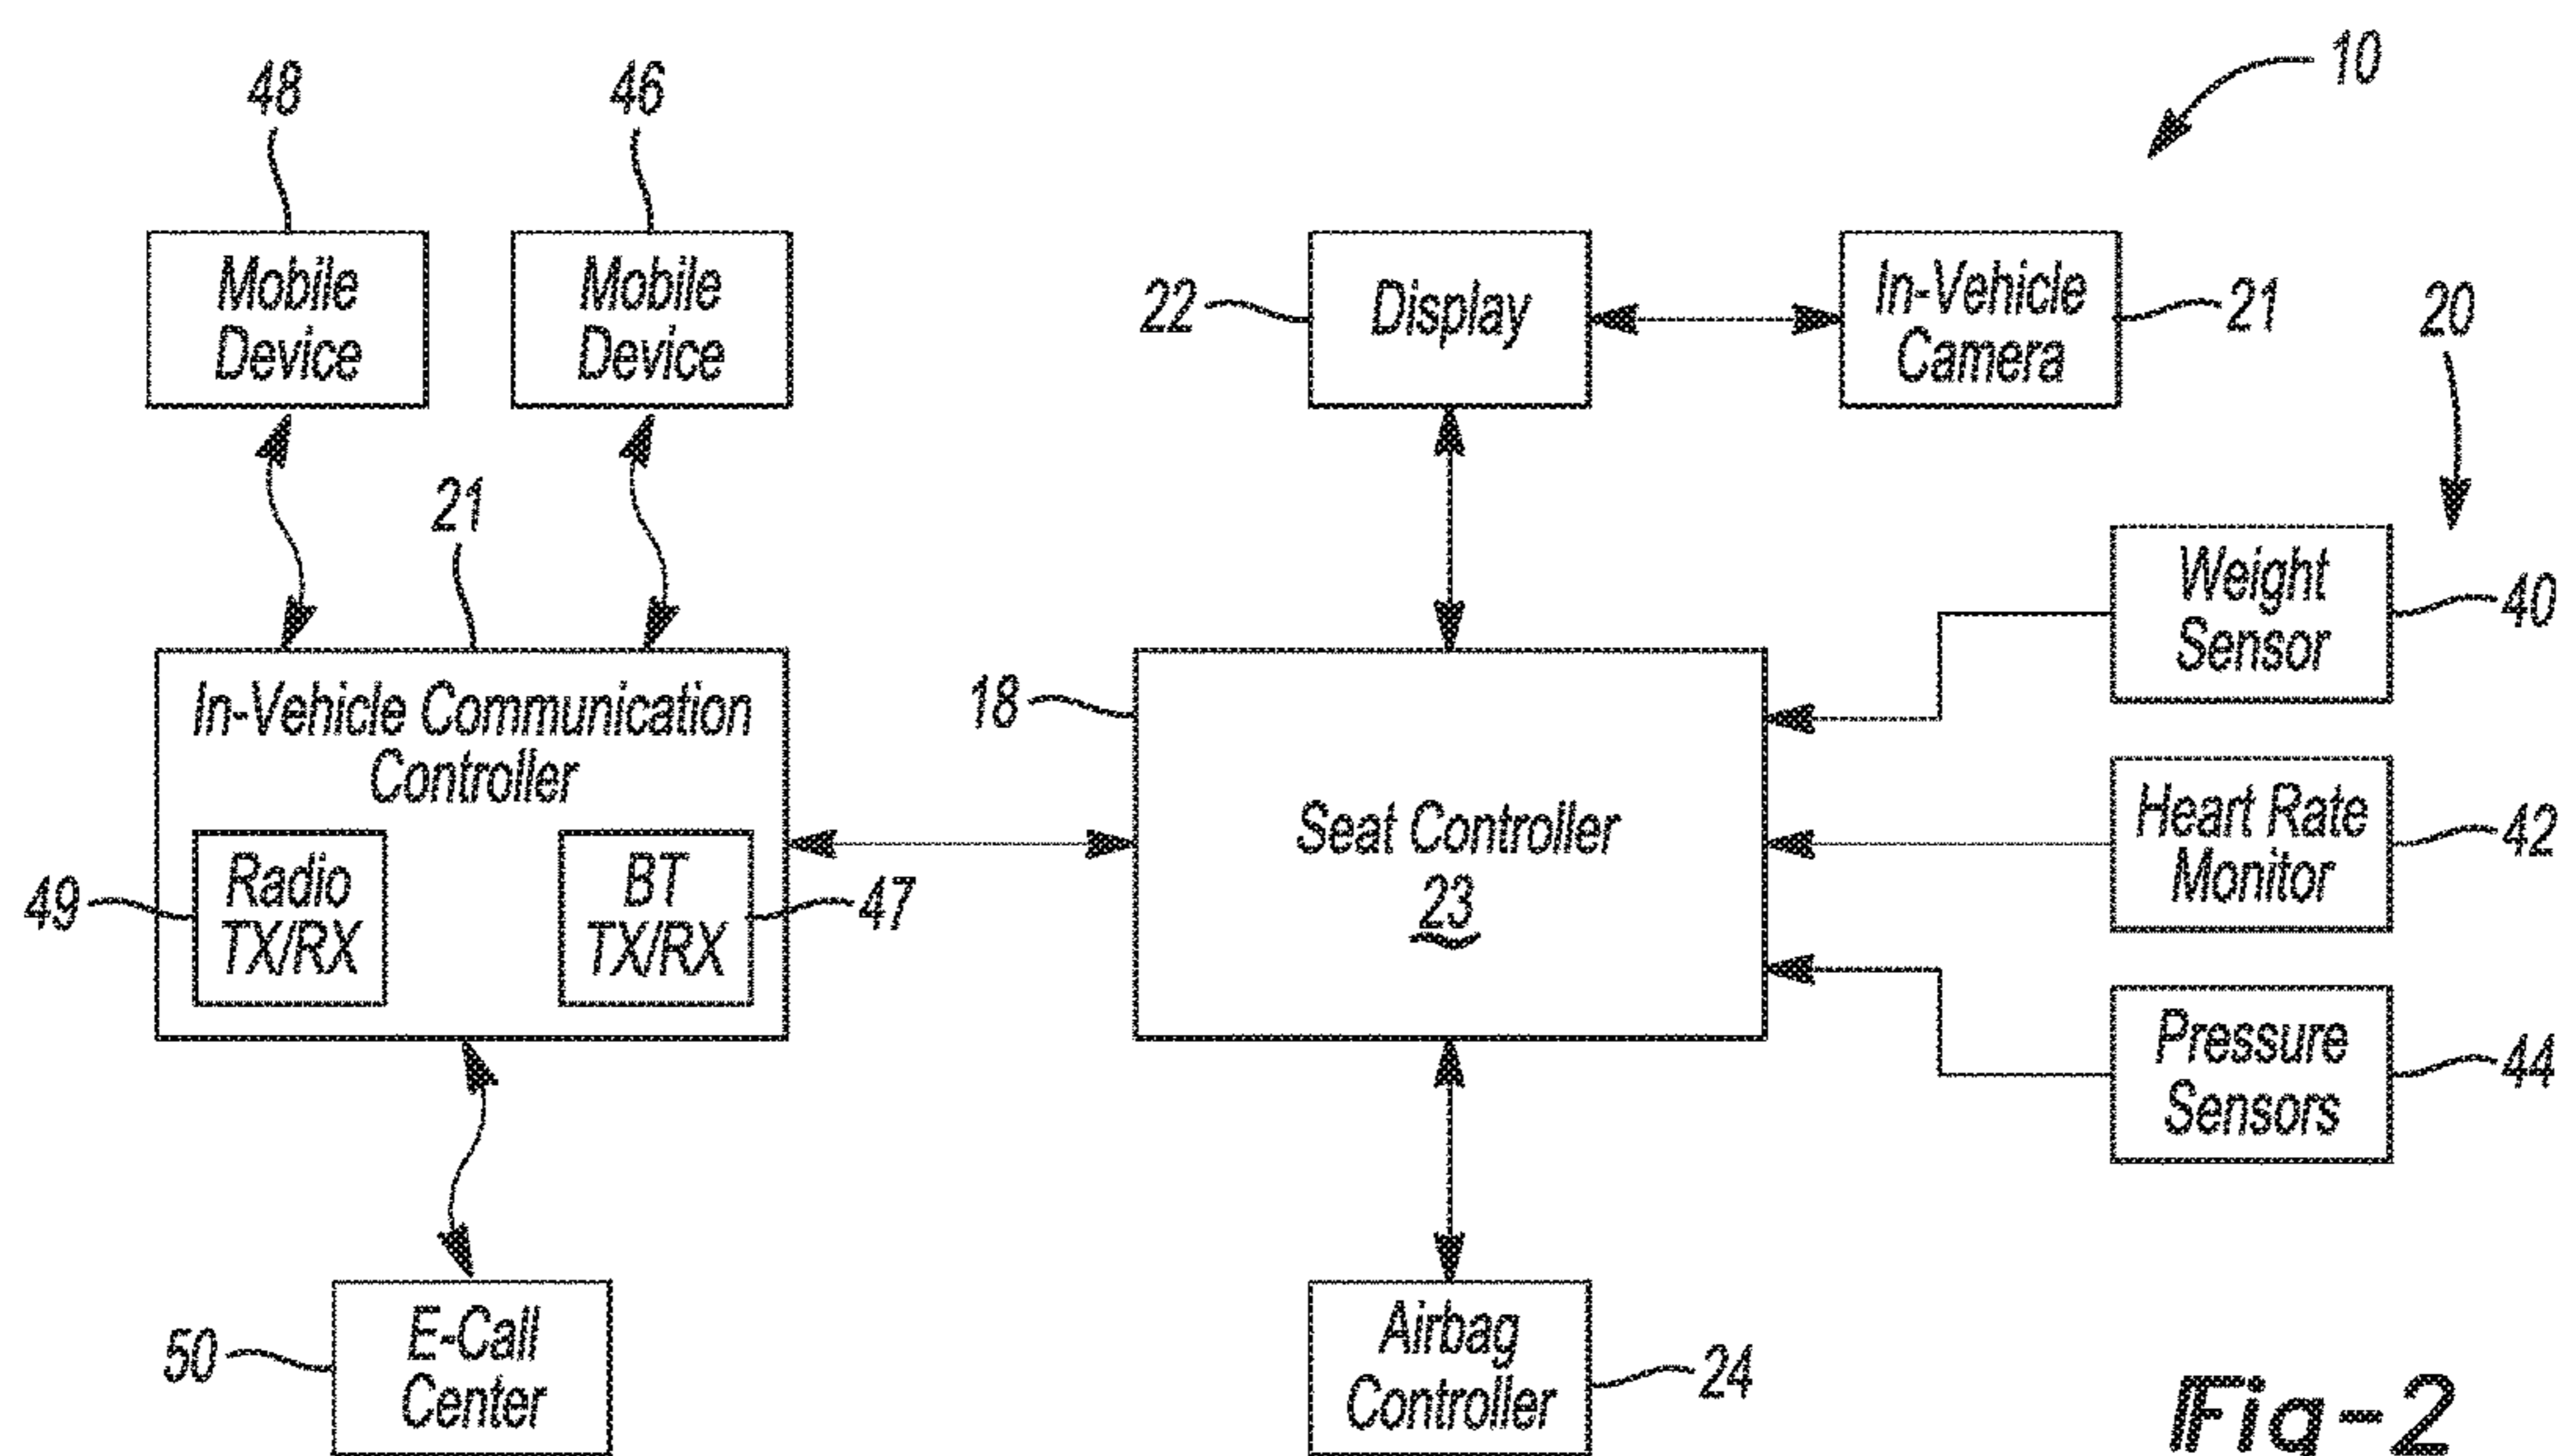 10
48
46
Mobile
Device
Mobile
Device
22
Display
In-Vehicle
Camera
21
20
21
Weight
Sensor
40
In-Vehicle Communication
Controller
18
Seat Controller
23
Heart Rate
Monitor
42
49
Radio
TX/RX
BT
TX/RX
47
Pressure
Sensors
44
50
E-Call
Center
Airbag
Controller
24
Fig-2